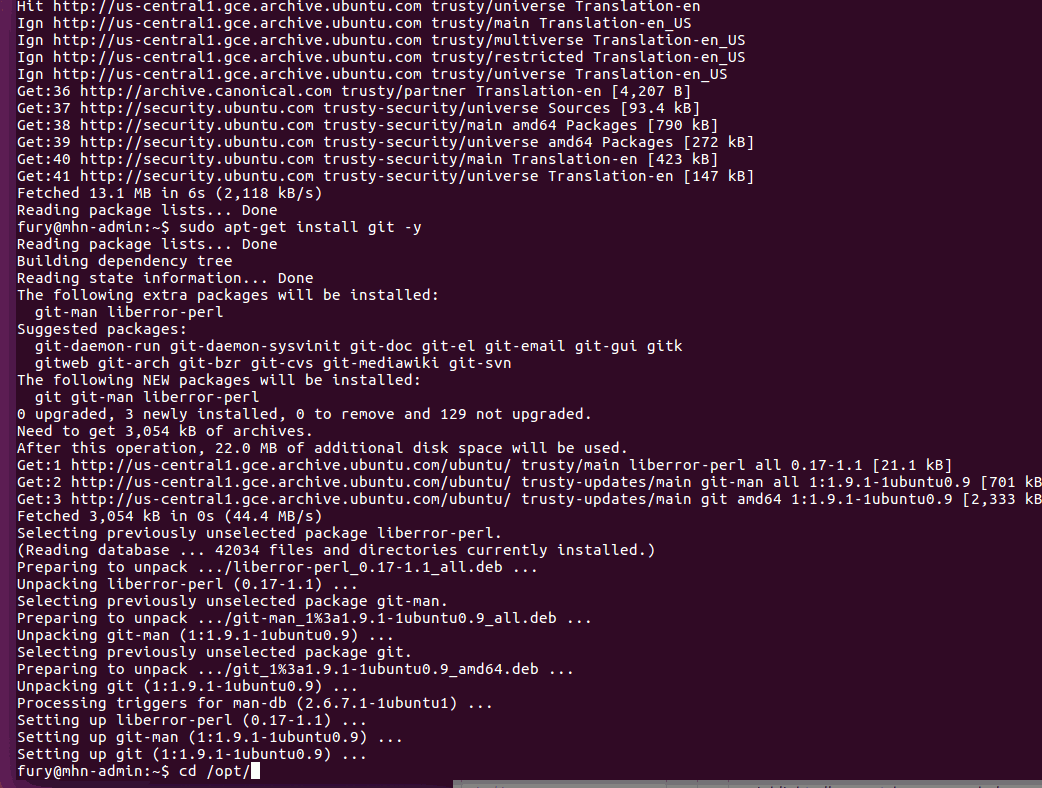 Hit http://us-central1.gce.archive.ubuntu.com trusty/universe Translation-en
Ign http://us-central1.gce.archive.ubuntu.com trusty/main Translation-en_US
Ign http://us-central1.gce.archive.ubuntu.com trusty/multiverse Translation-en_US
Ign http://us-central1.gce.archive.ubuntu.com trusty/restricted Translation-en_US
Ign http://us-central1.gce.archive.ubuntu.com trusty/universe Translation-en_US
Get:36 http://archive.canonical.com trusty/partner Translation-en [4,207 B]
Get:37 http://security.ubuntu.com trusty-security/universe Sources [93.4 kB]
Get:38 http://security.ubuntu.com trusty-security/main amd64 Packages [790 kB]
Get:39 http://security.ubuntu.com trusty-security/universe amd64 Packages [272 kB]
Get:40 http://security.ubuntu.com trusty-security/main Translation-en [423 kB]
Get:41 http://security.ubuntu.com trusty-security/universe Translation-en [147 kB]
Fetched 13.1 MB in 6s (2,118 kB/s)
Reading package lists... Done
fury@mhn-admin:~$ sudo apt-get install git -y
Reading package lists... Done
Building dependency tree
Reading state information... Done
The following extra packages will be installed:
  git-man liberror-perl
Suggested packages:
  git-daemon-run git-daemon-sysvinit git-doc git-el git-email git-gui gitk
  gitweb git-arch git-bzr git-cvs git-mediawiki git-svn
The following NEW packages will be installed:
  git git-man liberror-perl
0 upgraded, 3 newly installed, 0 to remove and 129 not upgraded.
Need to get 3,054 kB of archives.
After this operation, 22.0 MB of additional disk space will be used.
Get:1 http://us-central1.gce.archive.ubuntu.com/ubuntu/ trusty/main liberror-perl all 0.17-1.1 [21.1 kB]
Get:2 http://us-central1.gce.archive.ubuntu.com/ubuntu/ trusty-updates/main git-man all 1:1.9.1-1ubuntu0.9 [701 kB
Get:3 http://us-central1.gce.archive.ubuntu.com/ubuntu/ trusty-updates/main git amd64 1:1.9.1-1ubuntu0.9 [2,333 kB
Fetched 3,054 kB in 0s (44.4 MB/s)
Selecting previously unselected package liberror-perl.
(Reading database ... 42034 files and directories currently installed.)
Preparing to unpack .../liberror-perl_0.17-1.1_all.deb ...
Unpacking liberror-perl (0.17-1.1) ...
Selecting previously unselected package git-man.
Preparing to unpack .../git-man_1%3a1.9.1-1ubuntu0.9_all.deb ...
Unpacking git-man (1:1.9.1-1ubuntu0.9) ...
Selecting previously unselected package git.
Preparing to unpack .../git_1%3a1.9.1-1ubuntu0.9_amd64.deb ...
Unpacking git (1:1.9.1-1ubuntu0.9) ...
Processing triggers for man-db (2.6.7.1-1ubuntu1) ...
Setting up liberror-perl (0.17-1.1) ...
Setting up git-man (1:1.9.1-1ubuntu0.9) ...
Setting up git (1:1.9.1-1ubuntu0.9) ...
fury@mhn-admin:~$ cd /opt/